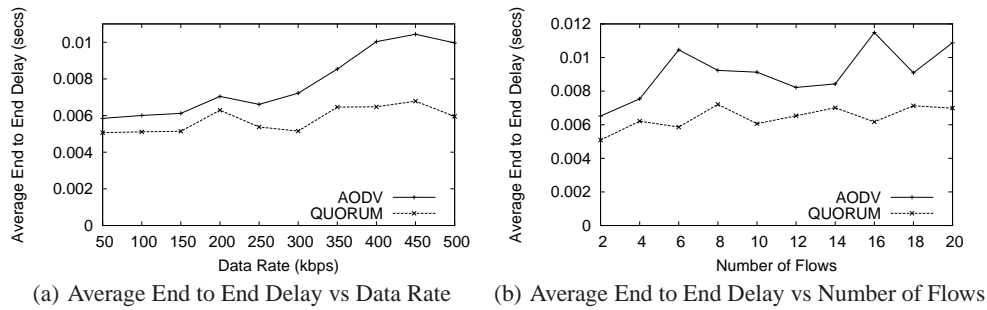 Average End to End Delay (secs)
0.01
0.008
0.006
0.004
0.002
0
AODV
QUORUM
50 100 150 200 250 300 350 400 450 500
Data Rate (kbps)
(a) Average End to End Delay vs Data Rate
Average End to End Delay (secs)
0.012
0.01
0.008
0.006
0.004
0.002
0
AODV
QUORUM
2 4 6 8 10 12 14 16 18 20
Number of Flows
(b) Average End to End Delay vs Number of Flows